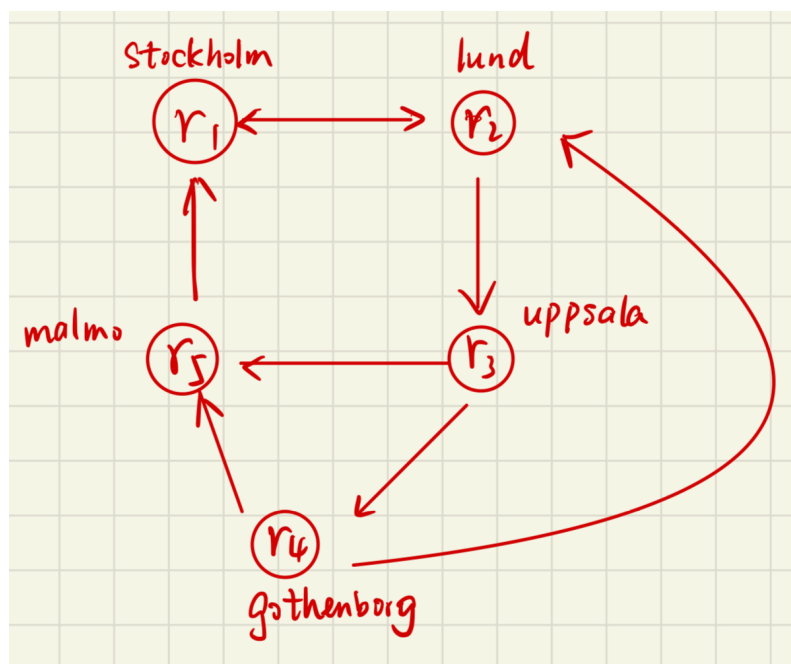 Stockholm
lund
r1
r2
uppsala
malmo
r5
r3
r4
gothenborg